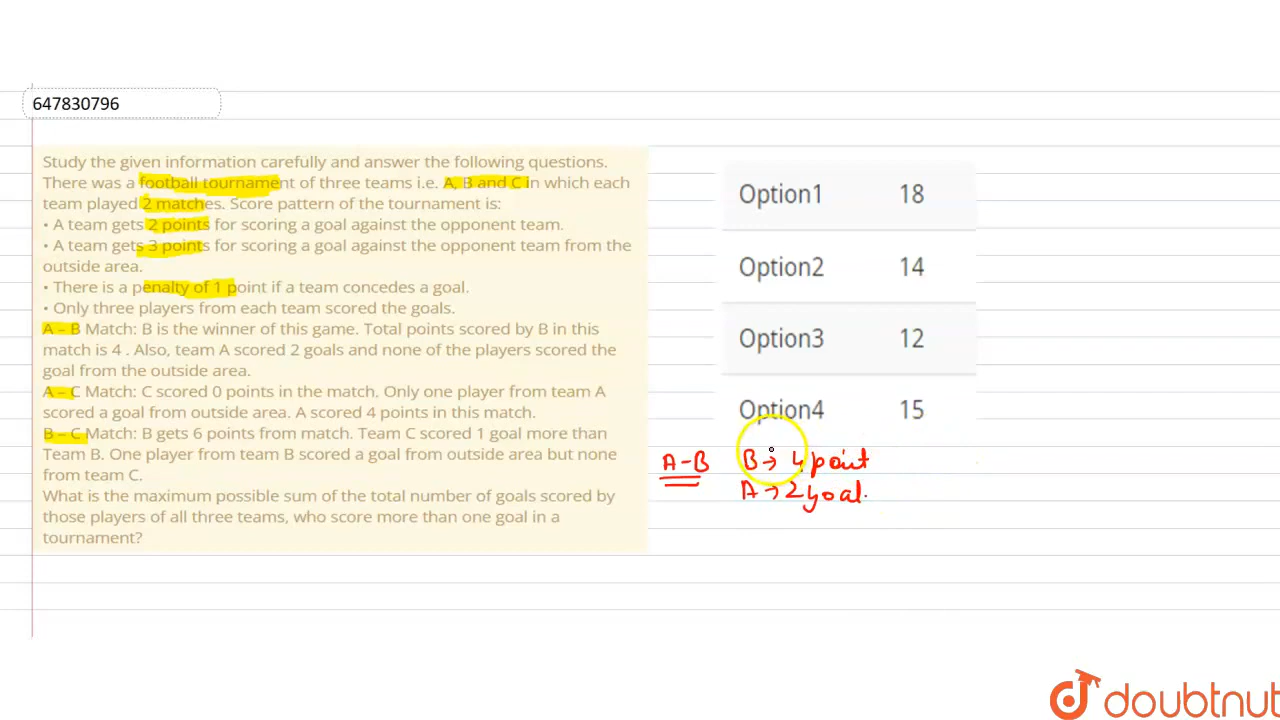 647830796
Study the given information carefully and answer the following questions.
There was a football tournament of three teams i.e. A, B and C in which each
team played 2 matches. Score pattern of the tournament is:
• A team gets 2 points for scoring a goal against the opponent team.
• A team gets 3 points for scoring a goal against the opponent team from the
outside area.
• There is a penalty of 1 point if a team concedes a goal.
• Only three players from each team scored the goals.
A – B Match: B is the winner of this game. Total points scored by B in this
match is 4 . Also, team A scored 2 goals and none of the players scored the
goal from the outside area.
A – C Match: C scored 0 points in the match. Only one player from team A
scored a goal from outside area. A scored 4 points in this match.
B – C Match: B gets 6 points from match. Team C scored 1 goal more than
Team B. One player from team B scored a goal from outside area but none
from team C.
What is the maximum possible sum of the total number of goals scored by
those players of all three teams, who score more than one goal in a
tournament?
Option1 18
Option2 14
Option3 12
Option4 15
A-B B→ 4 point
A → 2 goal.
doubtnut